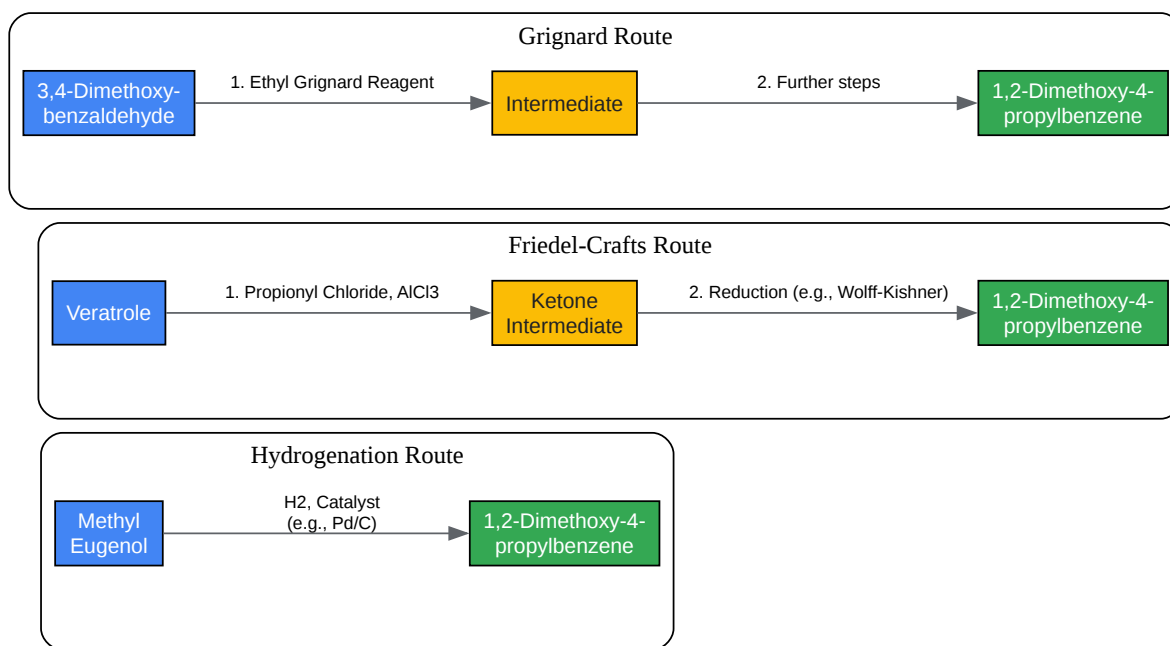 Grignard Route
3,4-Dimethoxy-
benzaldehyde
1. Ethyl Grignard Reagent
Intermediate
2. Further steps
1,2-Dimethoxy-4-
propylbenzene
Friedel-Crafts Route
Veratrole
1. Propionyl Chloride, AlCl3
Ketone
Intermediate
2. Reduction (e.g., Wolff-Kishner)
1,2-Dimethoxy-4-
propylbenzene
Hydrogenation Route
Methyl
Eugenol
H2, Catalyst
(e.g., Pd/C)
1,2-Dimethoxy-4-
propylbenzene